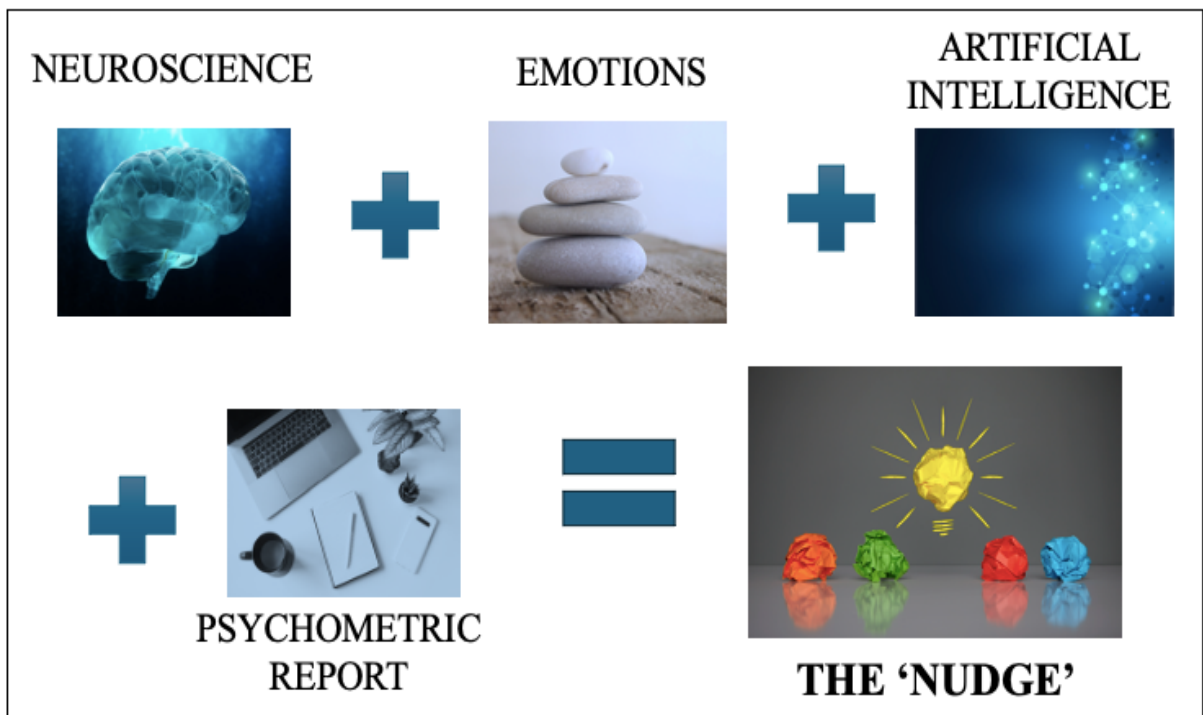 NEUROSCIENCE
EMOTIONS
ARTIFICIAL
INTELLIGENCE
PSYCHOMETRIC
REPORT
THE ‘NUDGE’